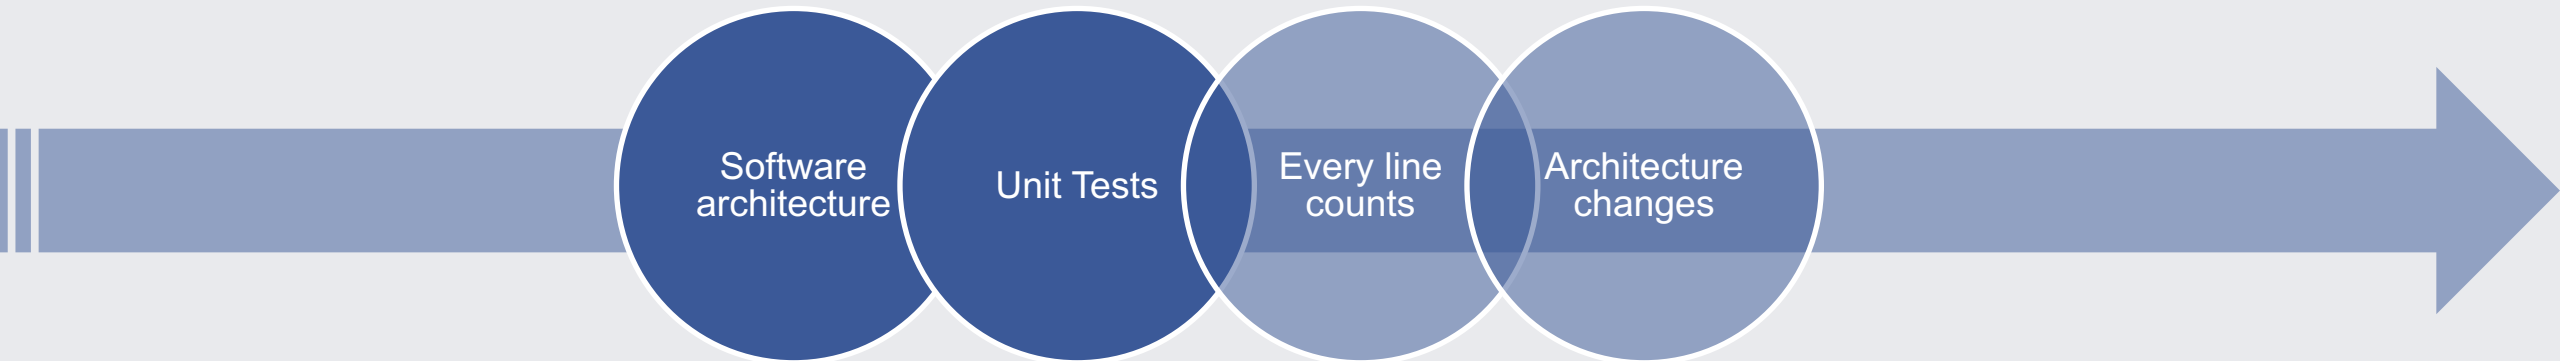 Software
architecture
Unit Tests
Every line
counts
Architecture
changes